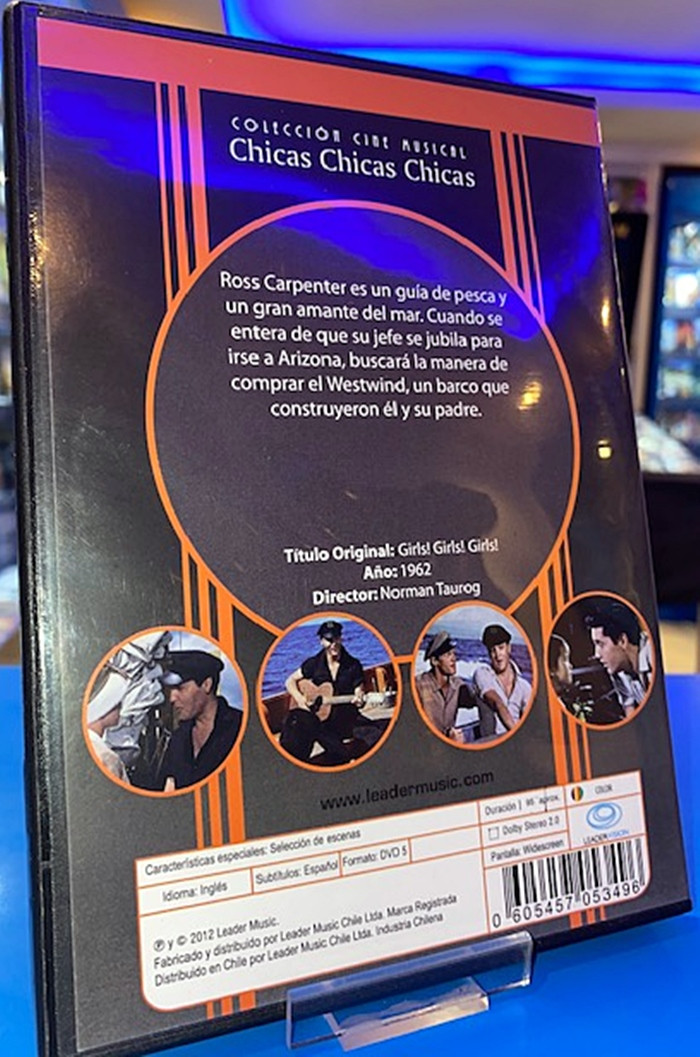 COLECCIÓN CINE MUSICAL
Chicas Chicas Chicas
Ross Carpenter es un guía de pesca y
un gran amante del mar. Cuando se
entera de que su jefe se jubila para
irse a Arizona, buscará la manera de
comprar el Westwind, un barco que
construyeron él y su padre.
Título Original: Girls! Girls! Girls!
Año: 1962
Director: Norman Taurog
www.leadermusic.com
Características especiales: Selección de escenas
Idioma: Inglés
Subtítulos: Español
Formato: DVD 5
Duración | 95 aprox.
COLOR
Dolby Stereo 2.0
Pantalla: Widescreen
LEADERVISION
℗ y © 2012 Leader Music.
Fabricado y distribuido por Leader Music Chile Ltda. Marca Registrada
Distribuido en Chile por Leader Music Chile Ltda. Industria Chilena
0 605457 053496